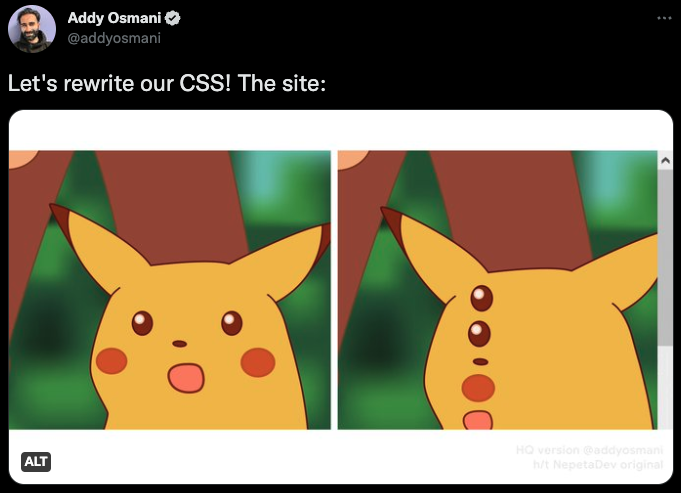 Addy Osmani
@addyosmani
Let's rewrite our CSS! The site:
ALT
HQ version @addyosmani
h/t NepetaDev original